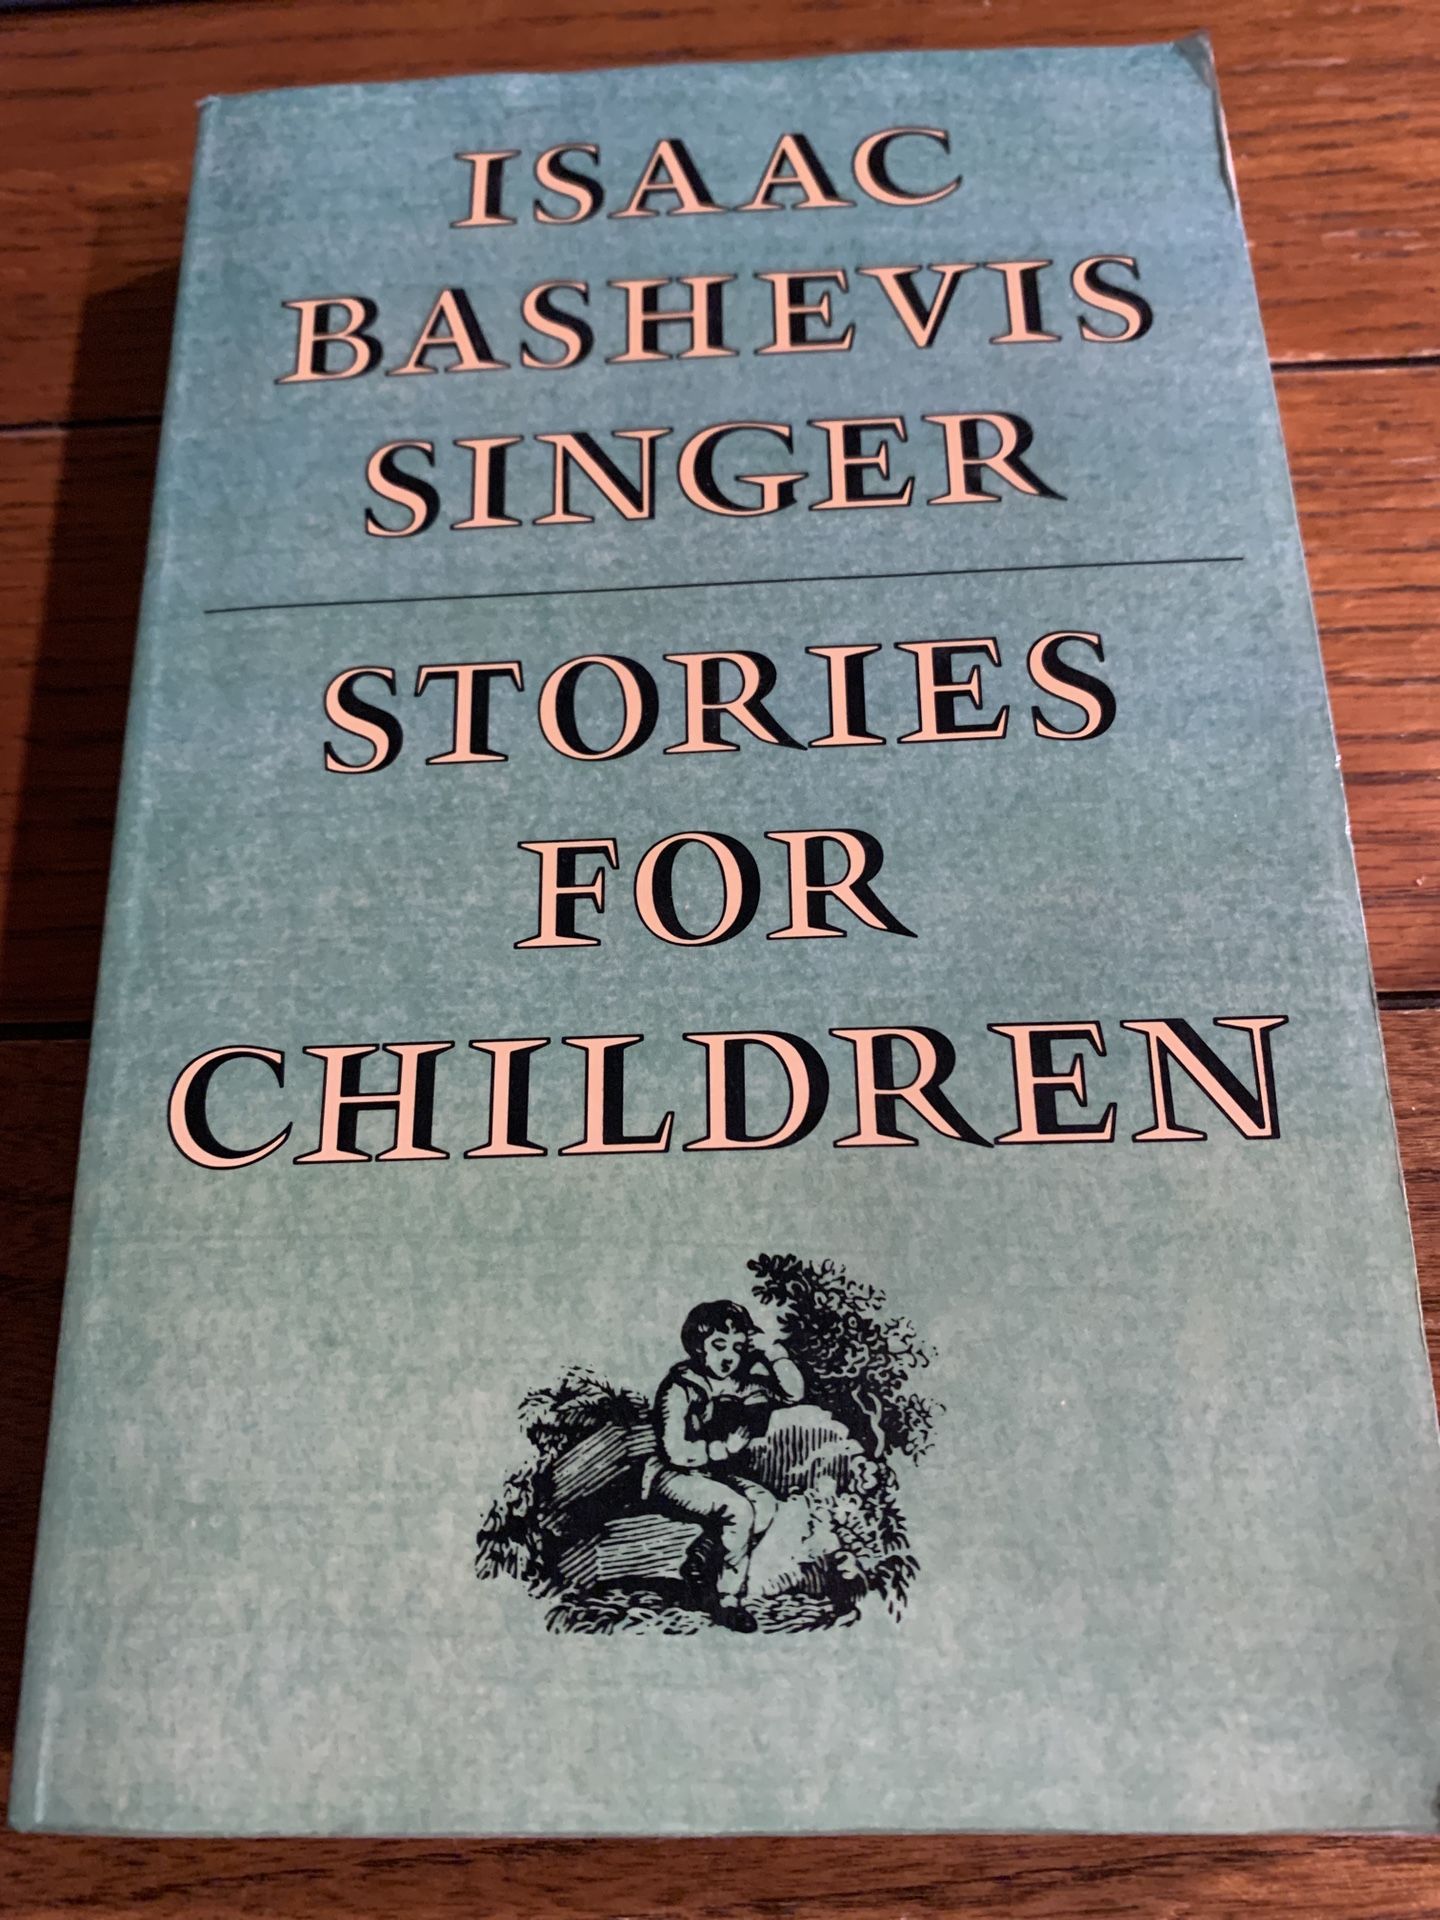 ISAAC
BASHEVIS
SINGER
STORIES
FOR
CHILDREN